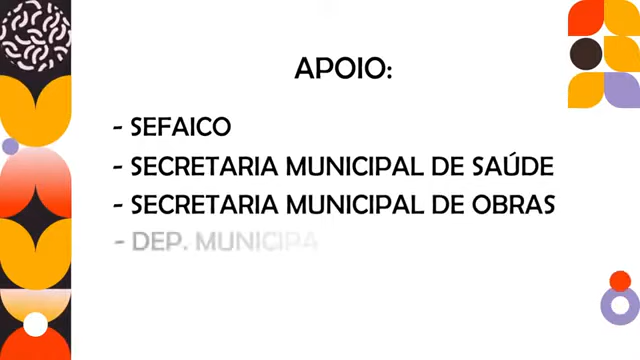 APOIO:
- SEFAICO
- SECRETARIA MUNICIPAL DE SAÚDE
- SECRETARIA MUNICIPAL DE OBRAS
- DEP. MUNICIPA